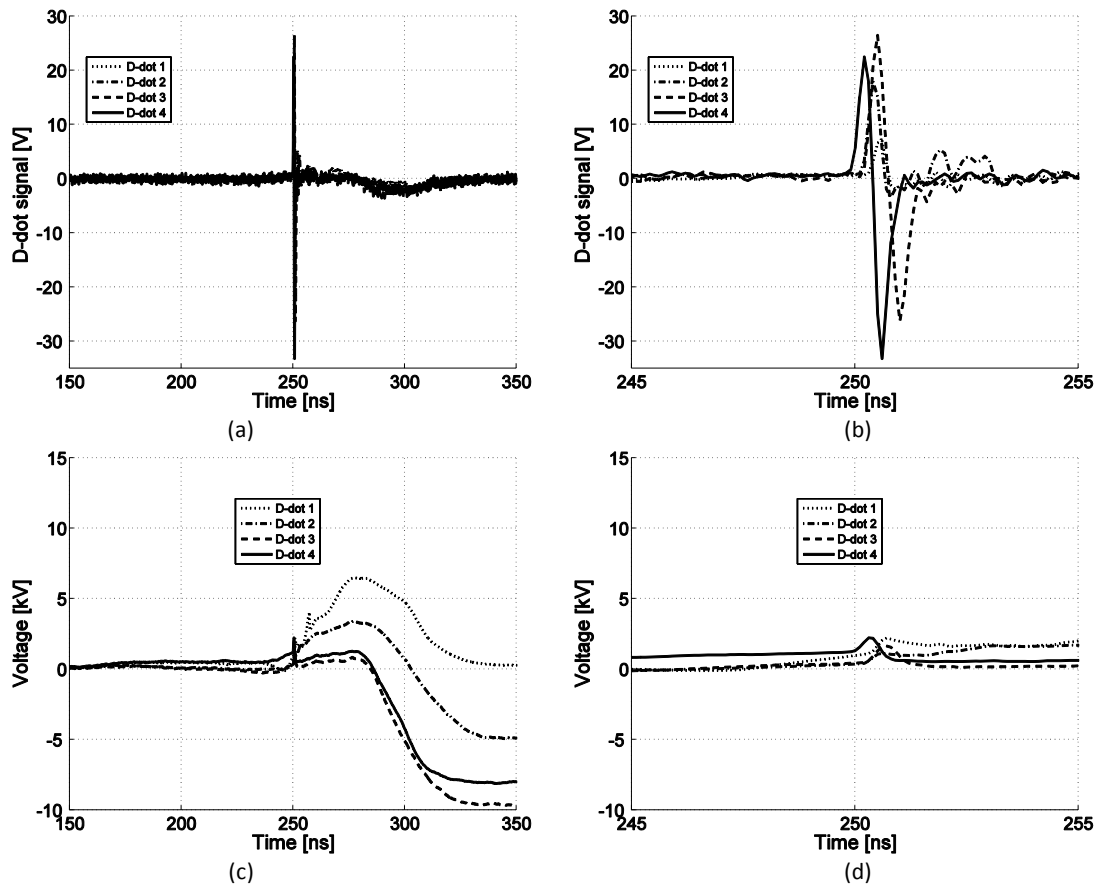 D-dot signal [V]
30
20
10
0
-10
-20
-30
D-dot 1
D-dot 2
D-dot 3
D-dot 4
150 200 250 300 350
Time [ns]
(a)
D-dot signal [V]
30
20
10
0
-10
-20
-30
D-dot 1
D-dot 2
D-dot 3
D-dot 4
245 250 255
Time [ns]
(b)
Voltage [kV]
15
10
5
0
-5
-10
D-dot 1
D-dot 2
D-dot 3
D-dot 4
150 200 250 300 350
Time [ns]
(c)
Voltage [kV]
15
10
5
0
-5
-10
D-dot 1
D-dot 2
D-dot 3
D-dot 4
245 250 255
Time [ns]
(d)